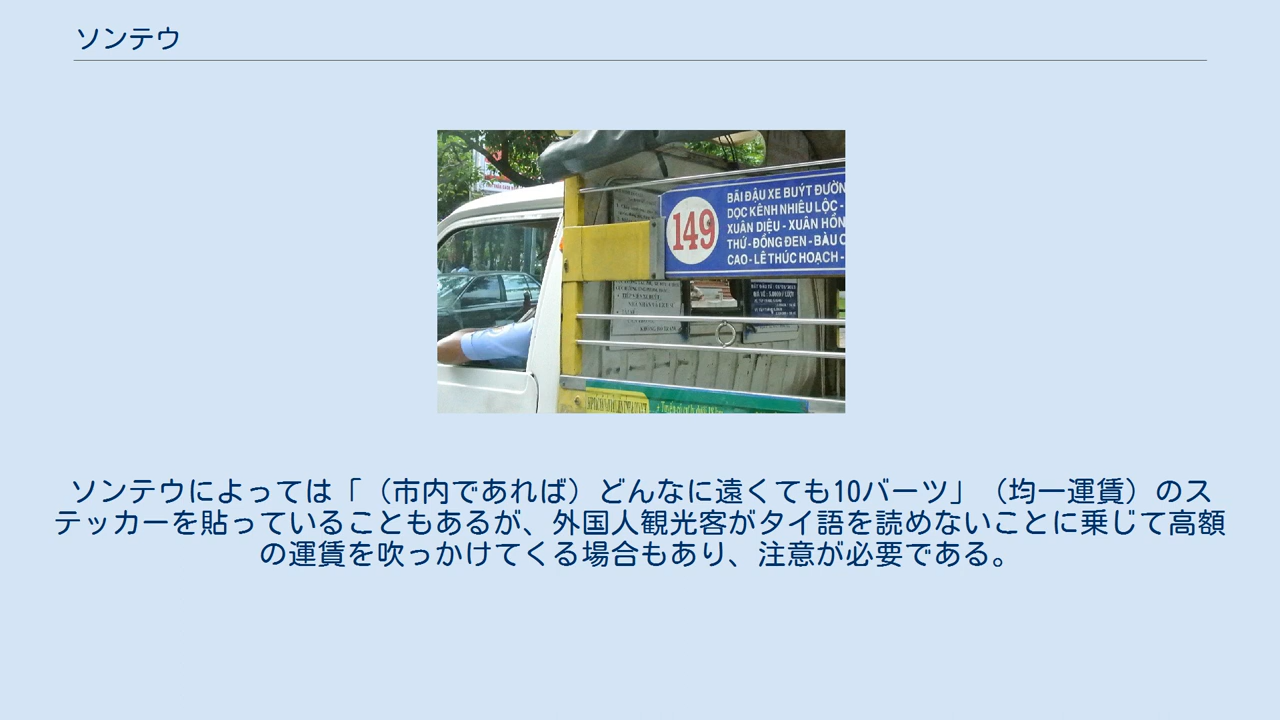 ソンテウ
BÃI ĐẬU XE BUÝT ĐƯỜN
149
DỌC KÊNH NHIÊU LỘC -
XUÂN DIỆU - XUÂN HỒN
THỨ - ĐỒNG ĐEN - BÀU C
CAO - LÊ THÚC HOẠCH -
ソンテウによっては「（市内であれば）どんなに遠くても10バーツ」（均一運賃）のス
テッカーを貼っていることもあるが、外国人観光客がタイ語を読めないことに乗じて高額
の運賃を吹っかけてくる場合もあり、注意が必要である。